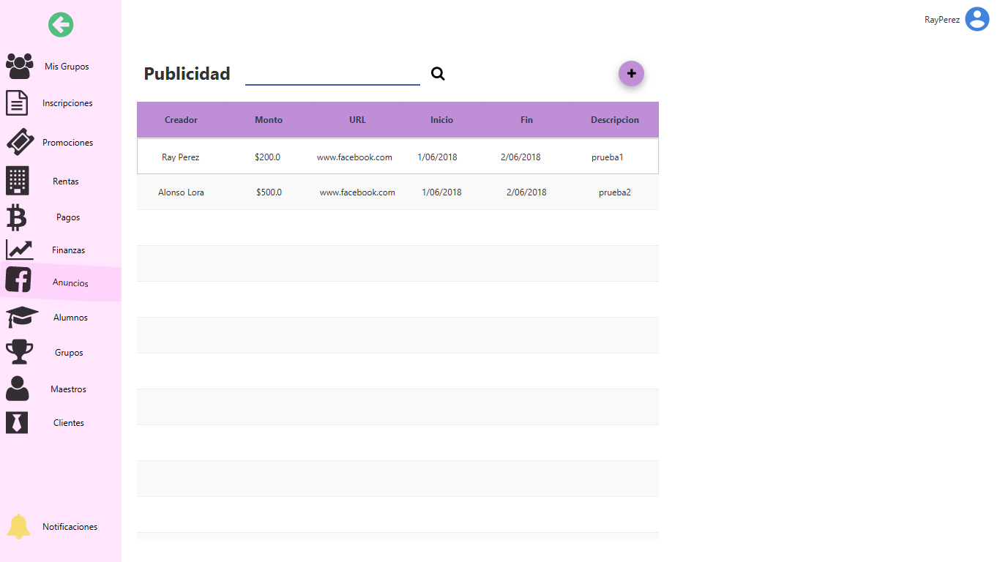 RayPerez
Mis Grupos
Inscripciones
Promociones
Rentas
Pagos
Finanzas
Anuncios
Alumnos
Grupos
Maestros
Clientes
Notificaciones
Publicidad
Creador Monto URL Inicio Fin Descripcion
Ray Perez $200.0 www.facebook.com 1/06/2018 2/06/2018 prueba1
Alonso Lora $500.0 www.facebook.com 1/06/2018 2/06/2018 prueba2